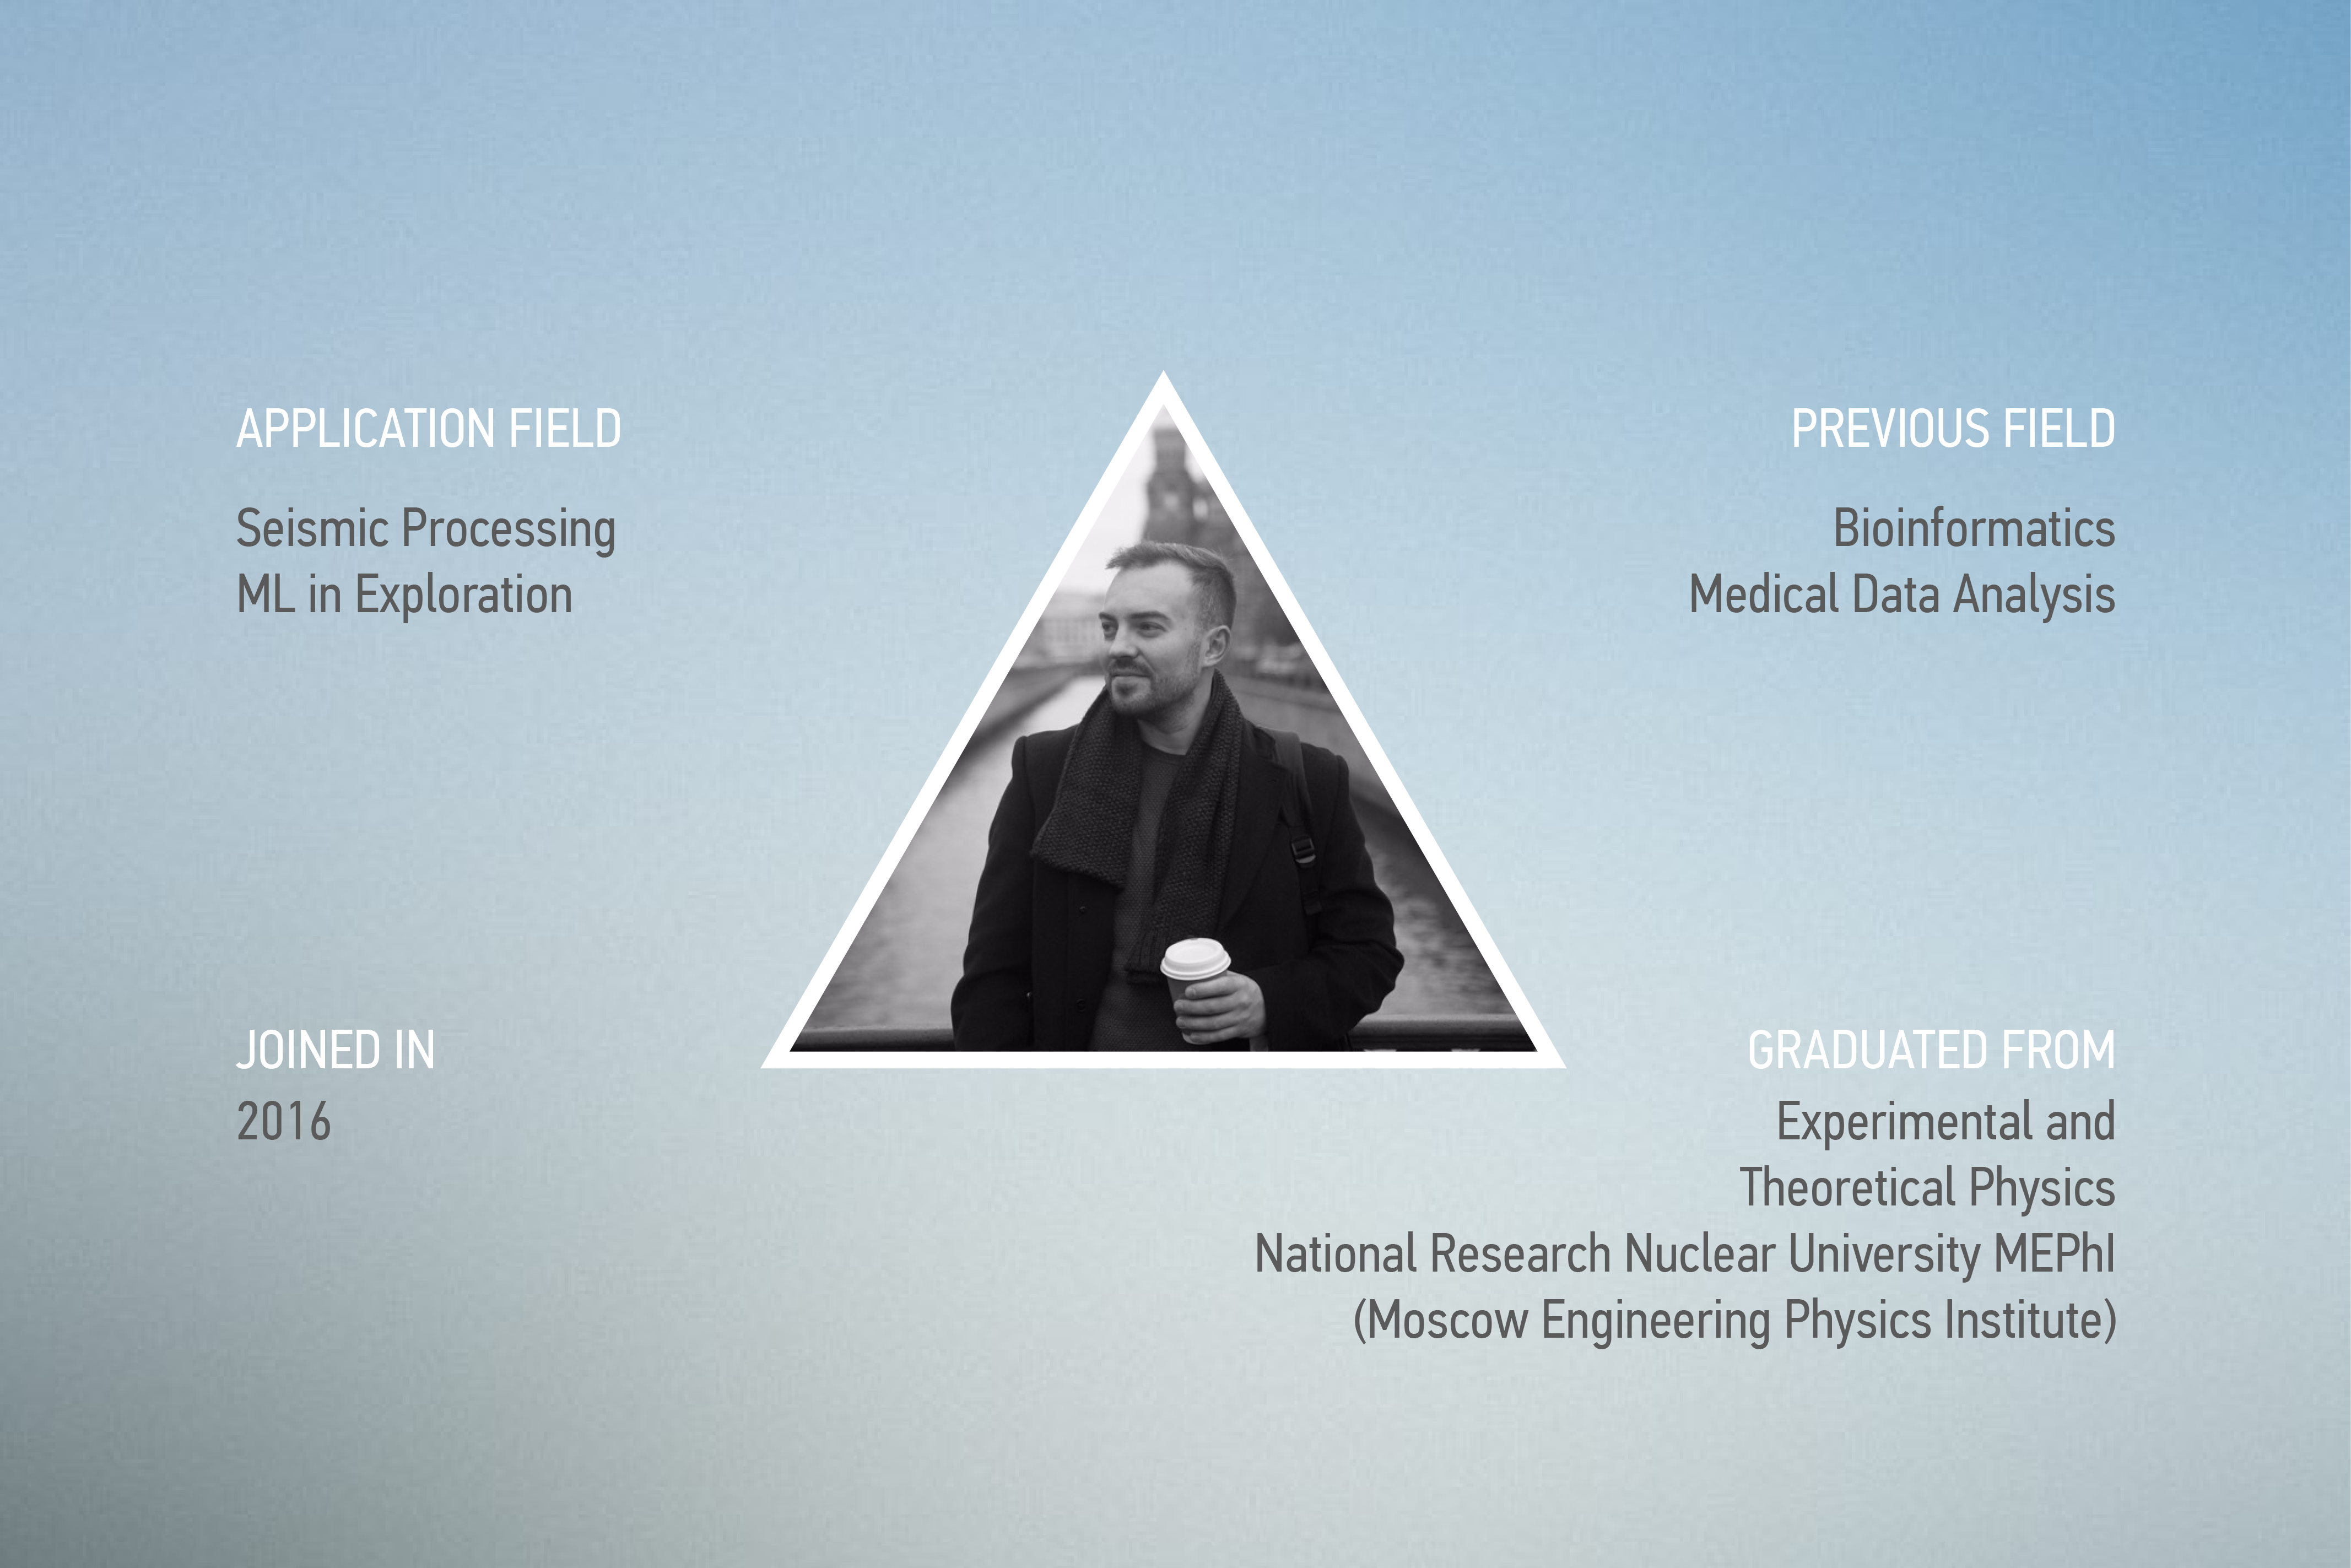 APPLICATION FIELD
Seismic Processing
ML in Exploration
PREVIOUS FIELD
Bioinformatics
Medical Data Analysis
JOINED IN
2016
GRADUATED FROM
Experimental and
Theoretical Physics
National Research Nuclear University MEPhI
(Moscow Engineering Physics Institute)